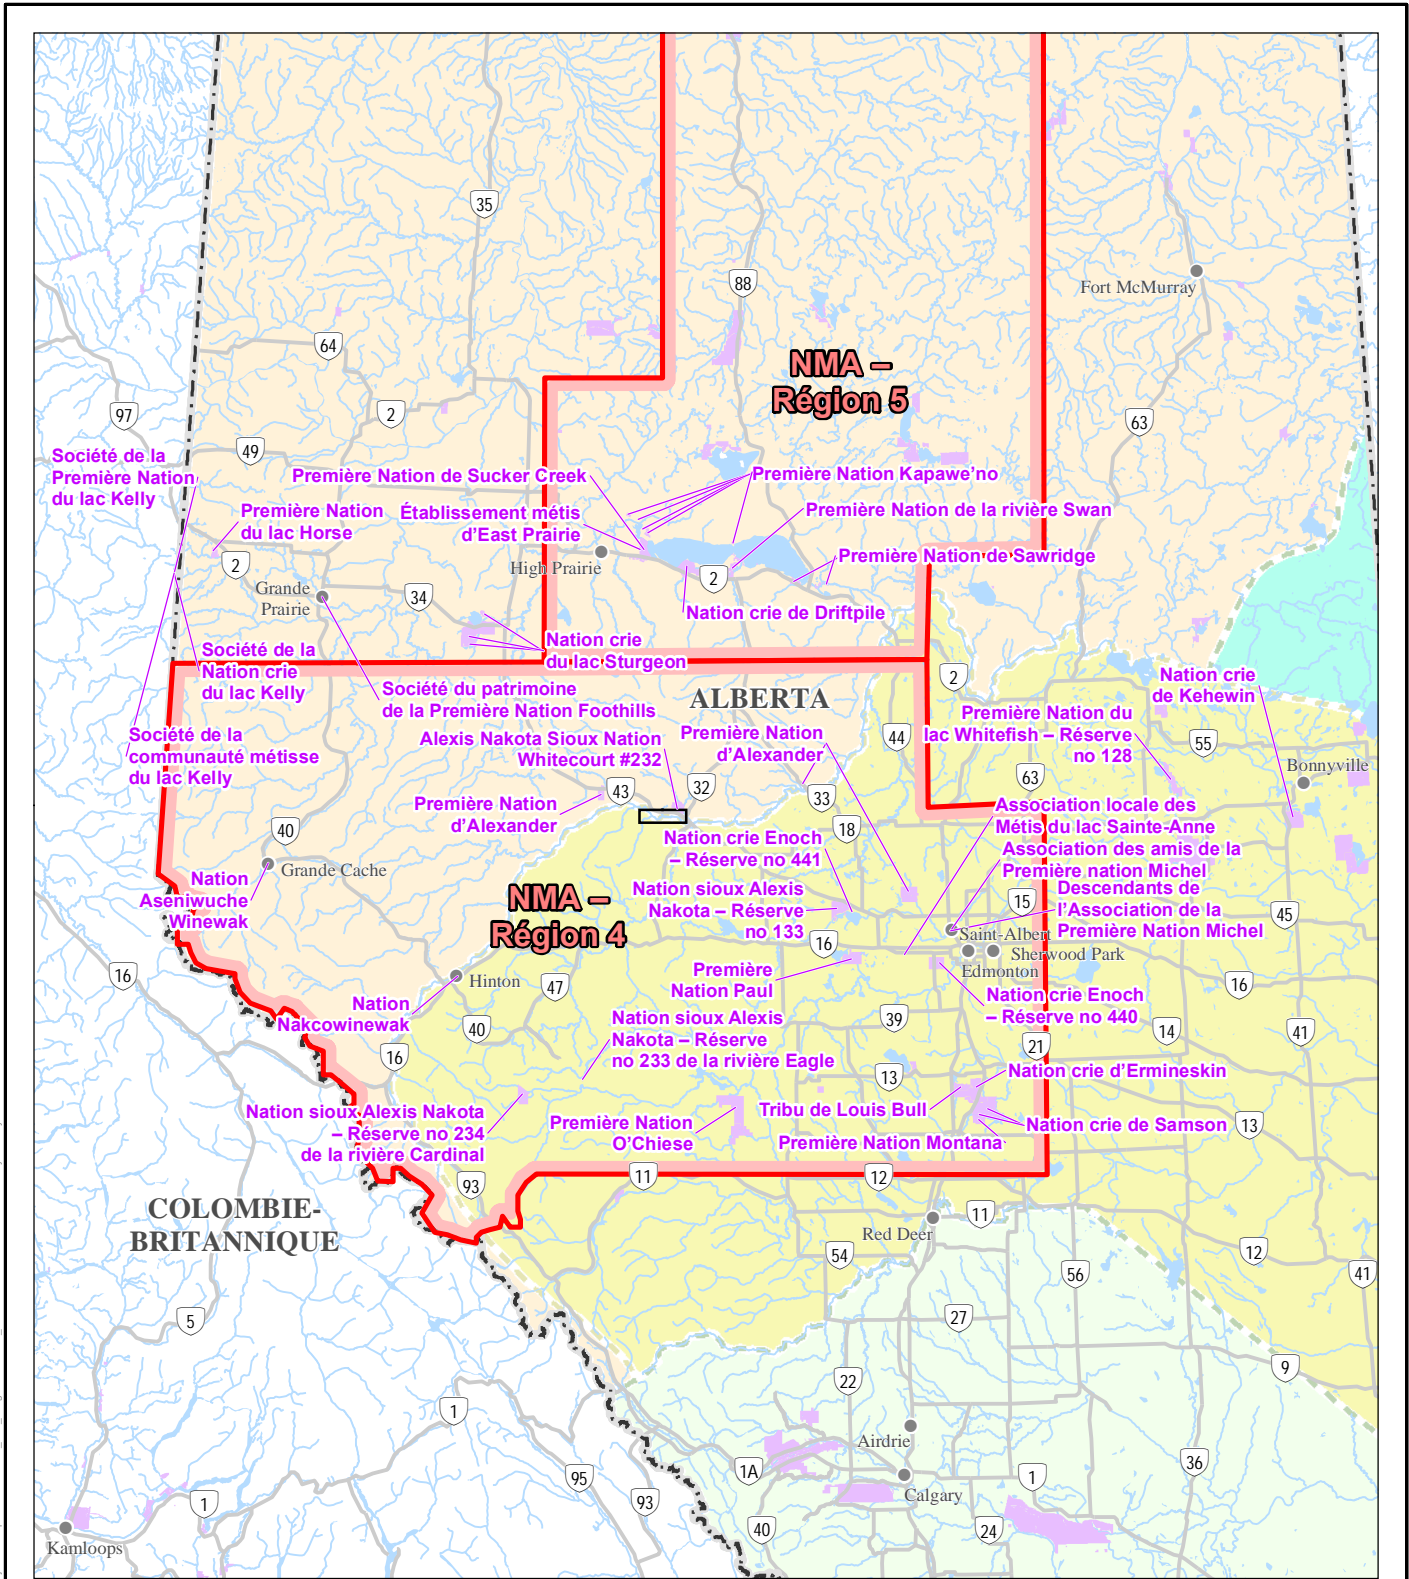 35
88
Fort McMurray
64
NMA –
Région 5
97
2
63
49
Société de la
Première Nation
du lac Kelly
Première Nation de Sucker Creek
Première Nation Kapawe'no
Première Nation
du lac Horse
Établissement métis
d'East Prairie
Première Nation de la rivière Swan
High Prairie
Première Nation de Sawridge
2
2
Grande
Prairie
34
Nation crie de Driftpile
Nation crie
du lac Sturgeon
Société de la
Nation crie
du lac Kelly
Société du patrimoine
de la Première Nation Foothills
ALBERTA
2
Nation crie
de Kehewin
Première Nation du
lac Whitefish – Réserve
no 128
55
Bonnyville
Société de la
communauté métisse
du lac Kelly
Alexis Nakota Sioux Nation
Whitecourt #232
Première Nation
d'Alexander
44
63
43
32
33
Première Nation
d'Alexander
18
Association locale des
Métis du lac Sainte-Anne
40
Grande Cache
Nation crie Enoch
– Réserve no 441
Association des amis de la
Première nation Michel
Nation
Aseniuwuche
Winewak
NMA –
Région 4
Nation sioux Alexis
Nakota – Réserve
no 133
Descendants de
l'Association de la
Première Nation Michel
15
45
16
Saint-Albert
Sherwood Park
Edmonton
16
Hinton
47
Première
Nation Paul
16
Nation
Nakcowinewak
40
Nation crie Enoch
– Réserve no 440
Nation sioux Alexis
Nakota – Réserve
no 233 de la rivière Eagle
39
14
41
16
21
13
Nation crie d'Ermineskin
Nation sioux Alexis Nakota
– Réserve no 234
de la rivière Cardinal
Première Nation
O'Chiese
Tribu de Louis Bull
Première Nation Montana
Nation crie de Samson
13
93
11
12
COLOMBIE-
BRITANNIQUE
Red Deer
11
54
12
56
41
5
27
9
22
1
Airdrie
1A
36
95
1
93
Calgary
1
40
24
Kamloops